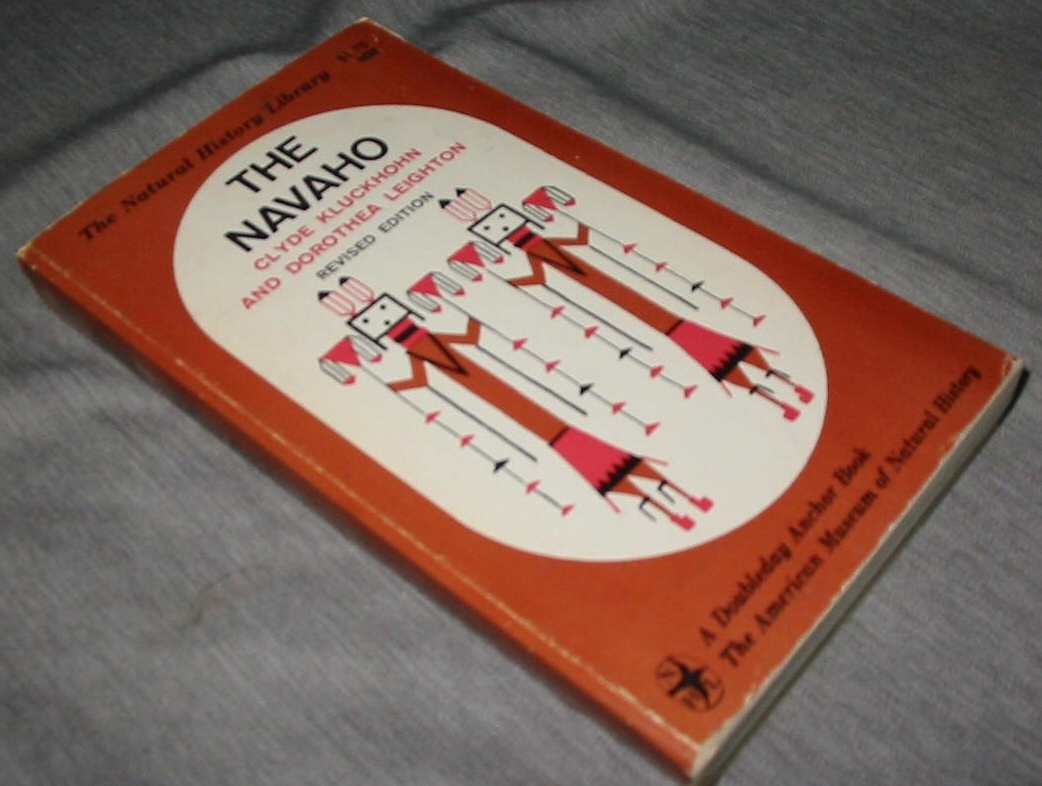 The Natural History Library
THE
NAVAHO
CLYDE KLUCKHOHN
AND DOROTHEA LEIGHTON
REVISED EDITION
A Doubleday Anchor Book
The American Museum of Natural History